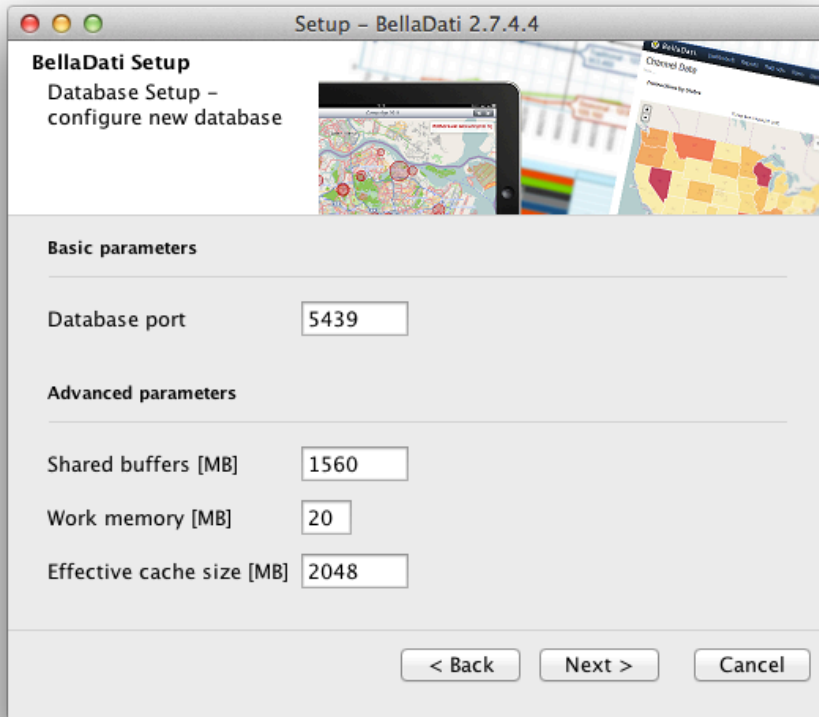 Setup – BellaDati 2.7.4.4
BellaDati Setup
Database Setup –
configure new database
BellaDati
Channel Data
Basic parameters
Database port 5439
Advanced parameters
Shared buffers [MB] 1560
Work memory [MB] 20
Effective cache size [MB] 2048
< Back Next > Cancel